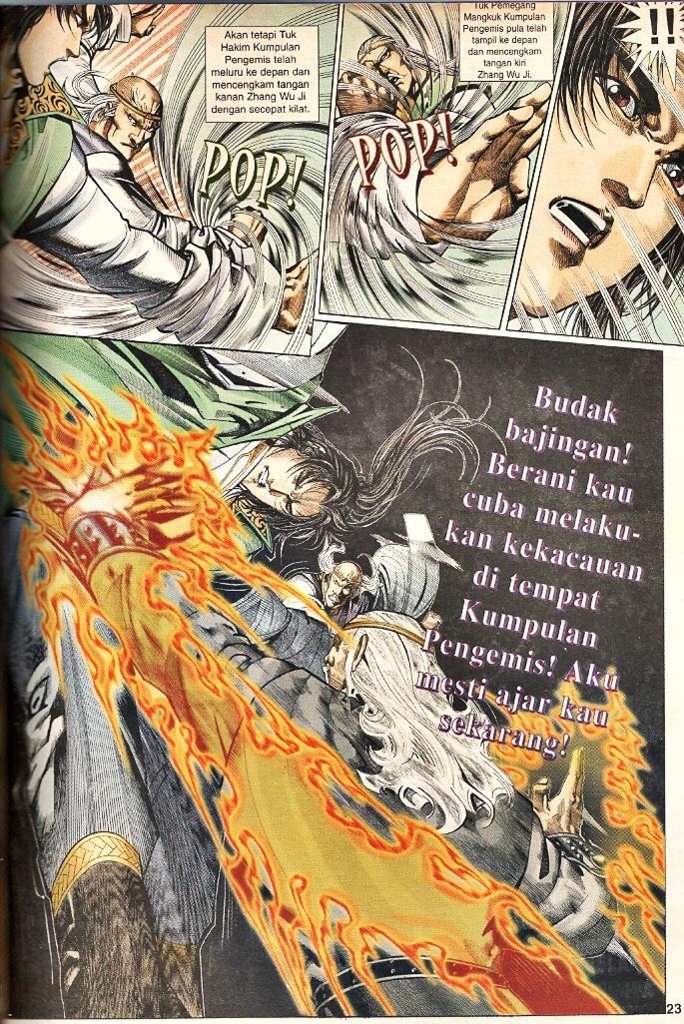 Akan tetapi Tuk
Hakim Kumpulan
Pengemis telah
meluru ke depan dan
mencengkam tangan
kanan Zhang Wu Ji
dengan secepat kilat.
POP!
Tuk Pemegang
Mangkuk Kumpulan
Pengemis pula telah
tampil ke depan
dan mencengkam
tangan kiri
Zhang Wu Ji.
POP!
!!
Budak
bajingan!
Berani kau
cuba melaku-
kan kekacauan
di tempat
Kumpulan
Pengemis! Aku
mesti ajar kau
sekarang!
23